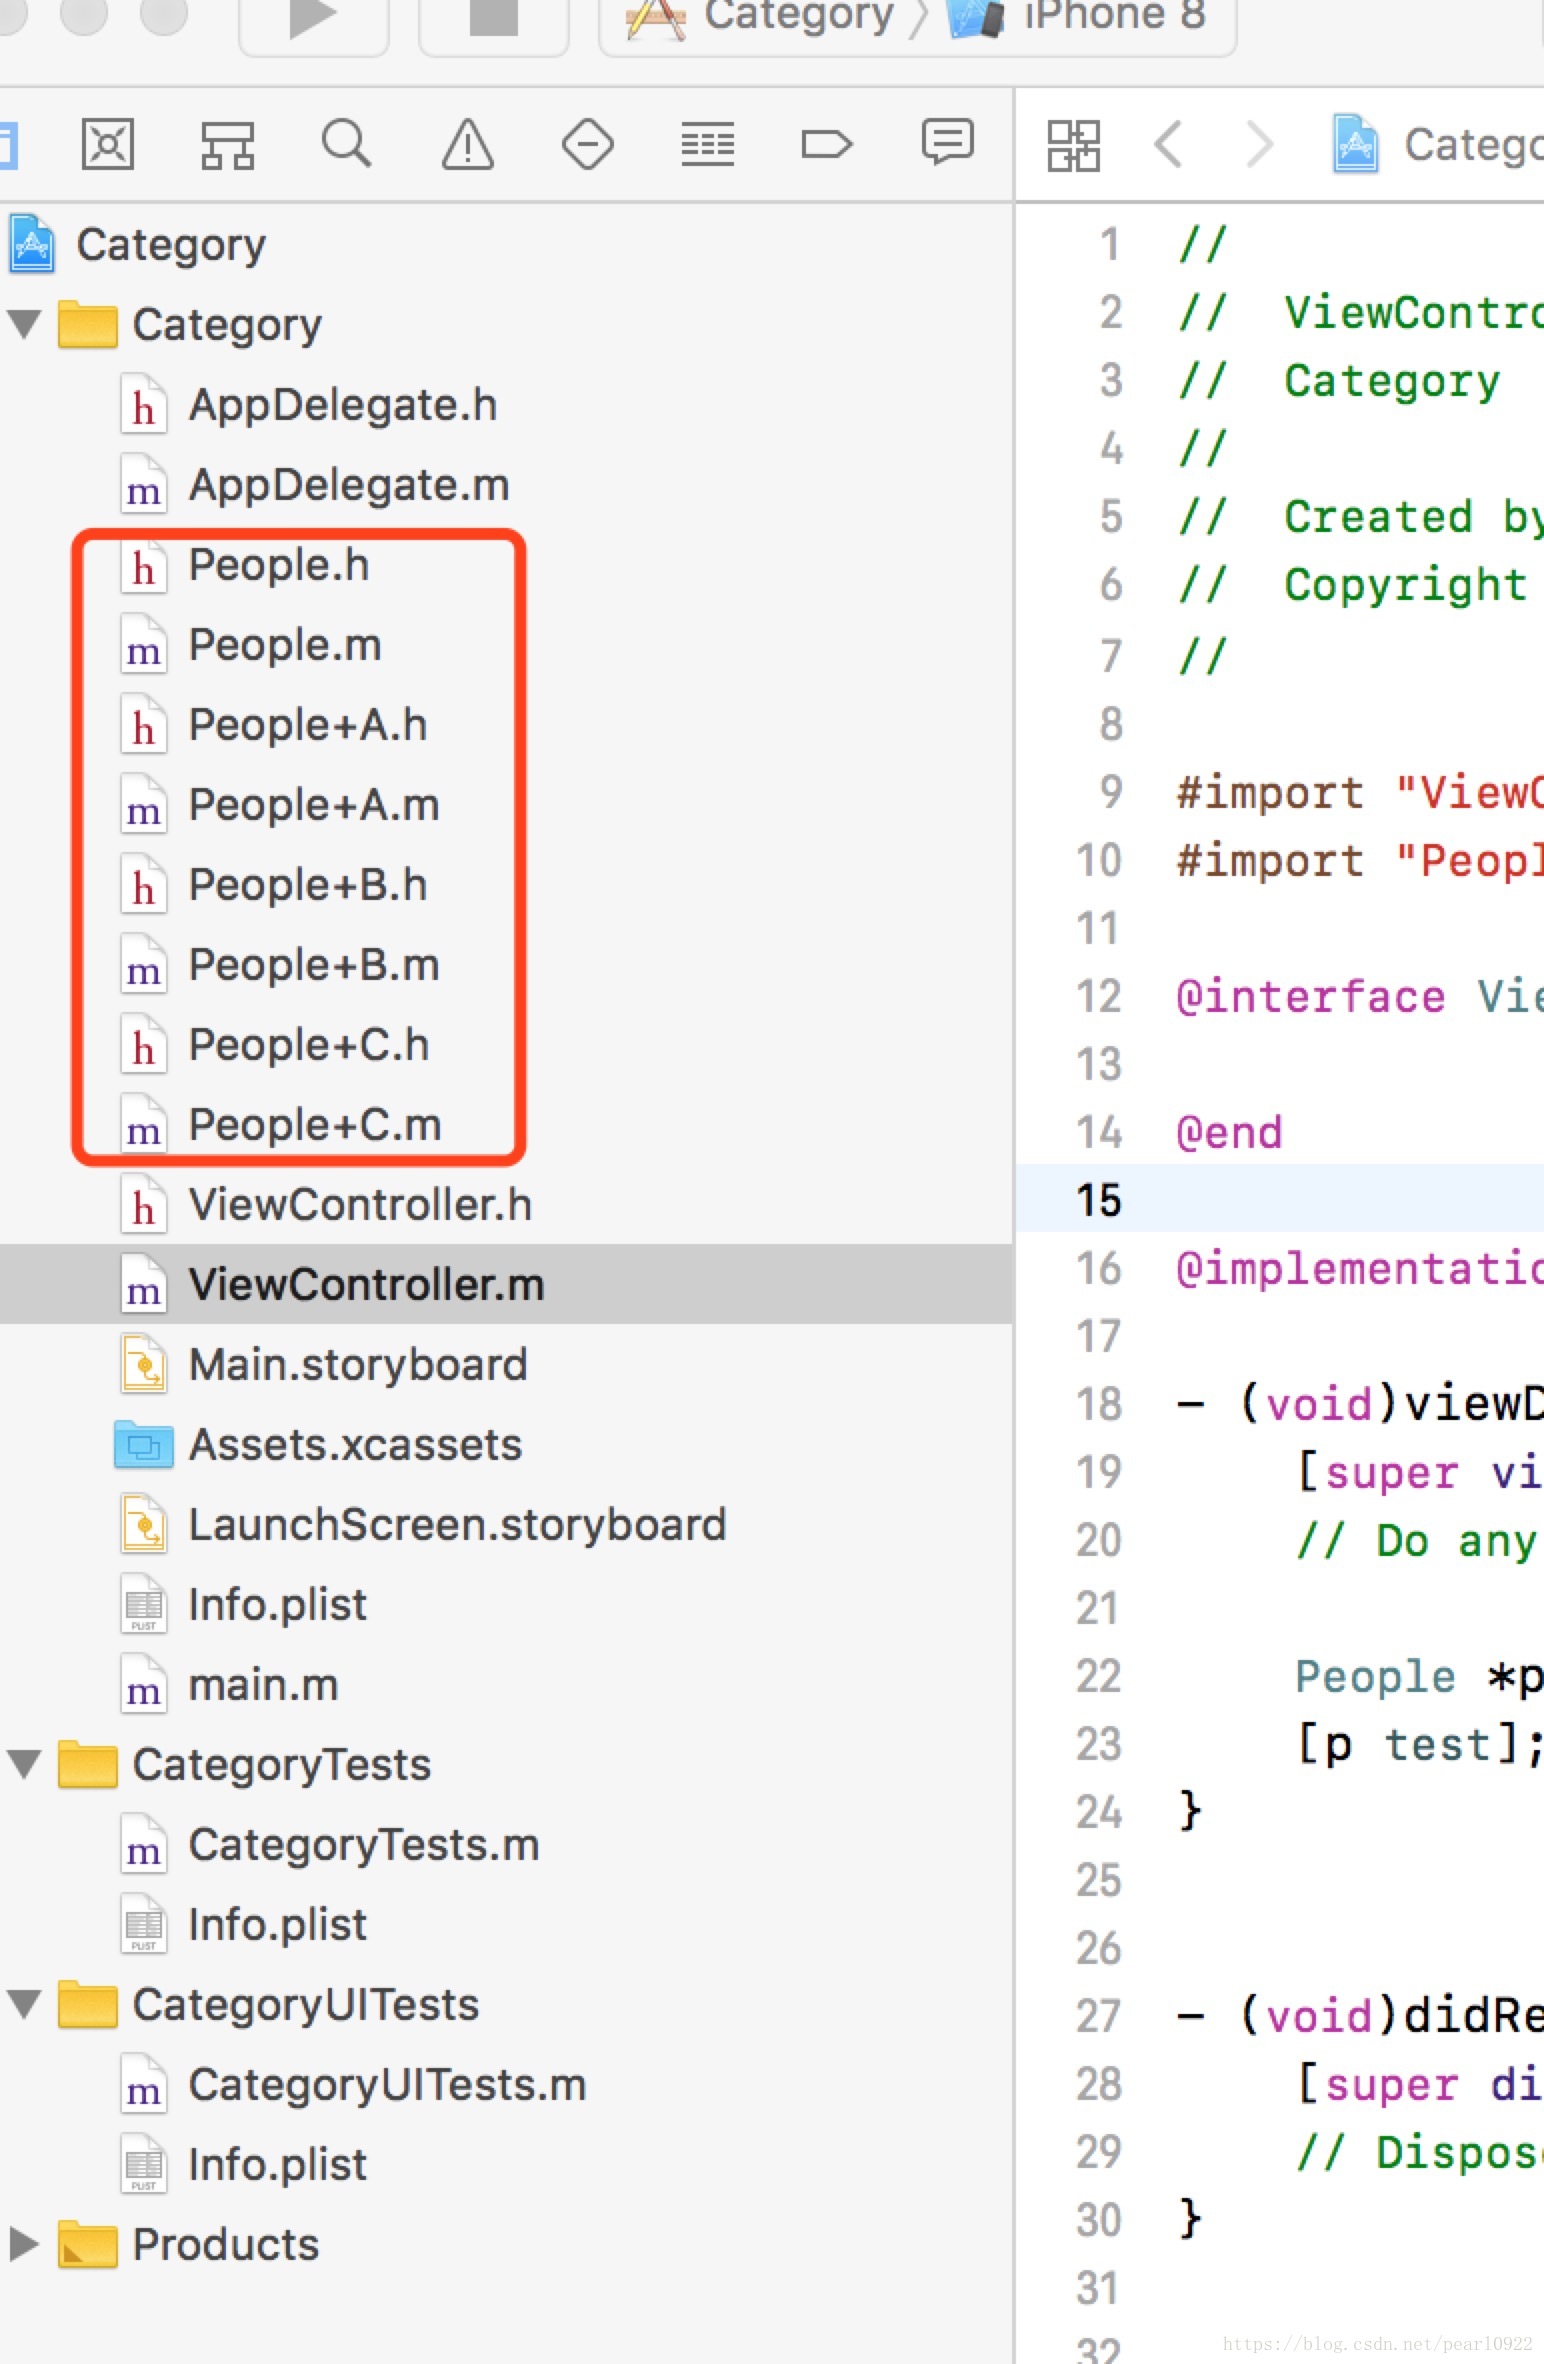 Category 〉 iPhone 8
Category
Category
AppDelegate.h
AppDelegate.m
People.h
People.m
People+A.h
People+A.m
People+B.h
People+B.m
People+C.h
People+C.m
ViewController.h
ViewController.m
Main.storyboard
Assets.xcassets
LaunchScreen.storyboard
Info.plist
main.m
CategoryTests
CategoryTests.m
Info.plist
CategoryUITests
CategoryUITests.m
Info.plist
Products
Catego
1 //
2 // ViewContro
3 // Category
4 //
5 // Created by
6 // Copyright
7 //
8
9 #import "ViewC
10 #import "Peopl
11
12 @interface Vie
13
14 @end
15
16 @implementatio
17
18 - (void)viewD
19 [super vi
20 // Do any
21
22 People *p
23 [p test];
24 }
25
26
27 - (void)didRe
28 [super di
29 // Dispose
30 }
31
32
https://blog.csdn.net/pearl0922